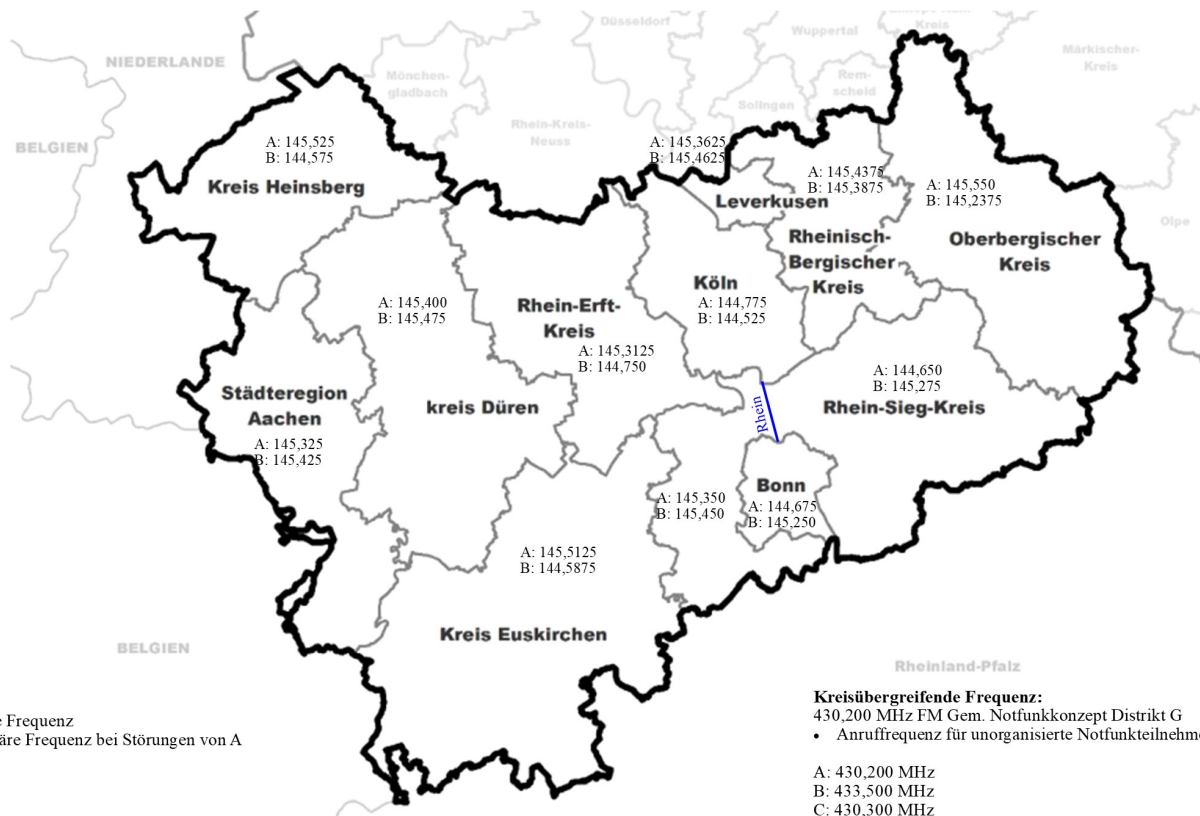 Düsseldorf
Wuppertal
Kreis
NIEDERLANDE
Mönchen-
gladbach
Rem-
scheid
Märkischer-
Kreis
Solingen
Rhein-Kreis-
Neuss
BELGIEN
A: 145,525
B: 144,575
Kreis Heinsberg
A: 145,3625
B: 145,4625
A: 145,4375
B: 145,3875
Leverkusen
A: 145,550
B: 145,2375
Olpe
Rheinisch-
Bergischer
Kreis
Oberbergischer
Kreis
Köln
A: 144,775
B: 144,525
A: 145,400
B: 145,475
Rhein-Erft-
Kreis
A: 145,3125
B: 144,750
A: 144,650
B: 145,275
Rhein-Sieg-Kreis
Rhein
Städteregion
Aachen
A: 145,325
B: 145,425
kreis Düren
Bonn
A: 144,675
B: 145,250
A: 145,350
B: 145,450
A: 145,5125
B: 144,5875
Kreis Euskirchen
BELGIEN
Rheinland-Pfalz
e Frequenz
äre Frequenz bei Störungen von A
Kreisübergreifende Frequenz:
430,200 MHz FM Gem. Notfunkkonzept Distrikt G
• Anruffrequenz für unorganisierte Notfunkteilnehme
A: 430,200 MHz
B: 433,500 MHz
C: 430,300 MHz